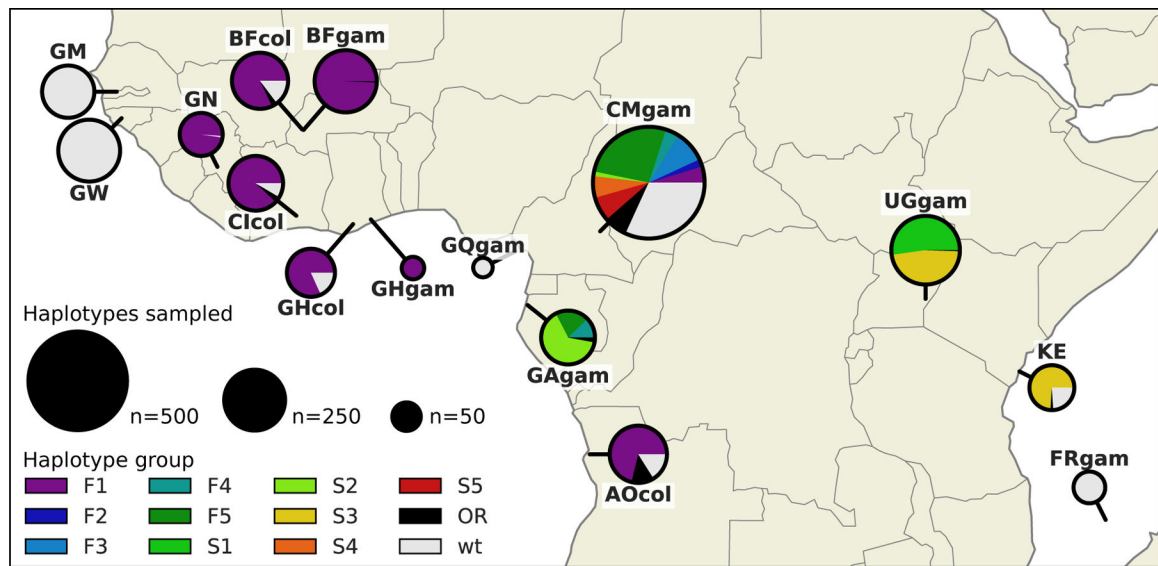 GM
BFcol
BFgam
GN
CMgam
GW
CIcol
UGgam
GQgam
GHcol
GHgam
Haplotypes sampled
n=500
n=250
n=50
GAgam
KE
Haplotype group
F1
F4
S2
S5
F2
F5
S3
OR
F3
S1
S4
wt
AOcol
FRgam